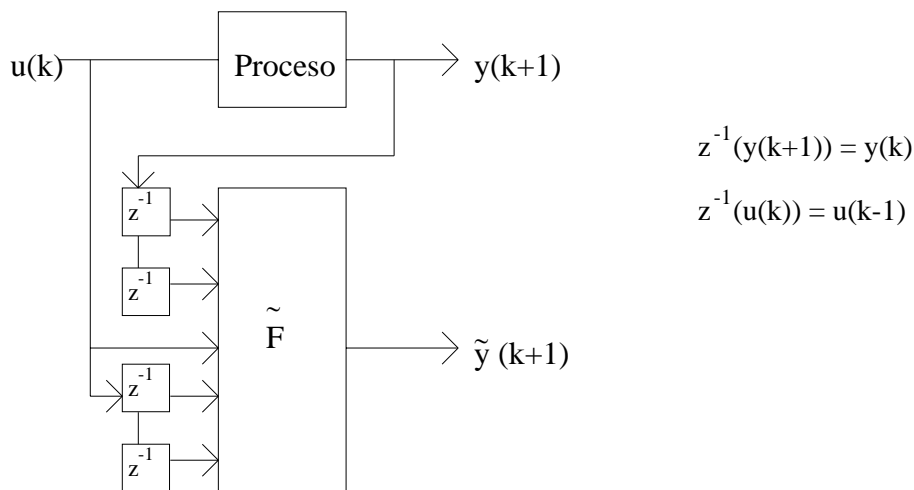 u(k)
Proceso
y(k+1)
z^-1(y(k+1)) = y(k)
z^-1(u(k)) = u(k-1)
z^-1
z^-1
F̃
ỹ (k+1)
z^-1
z^-1